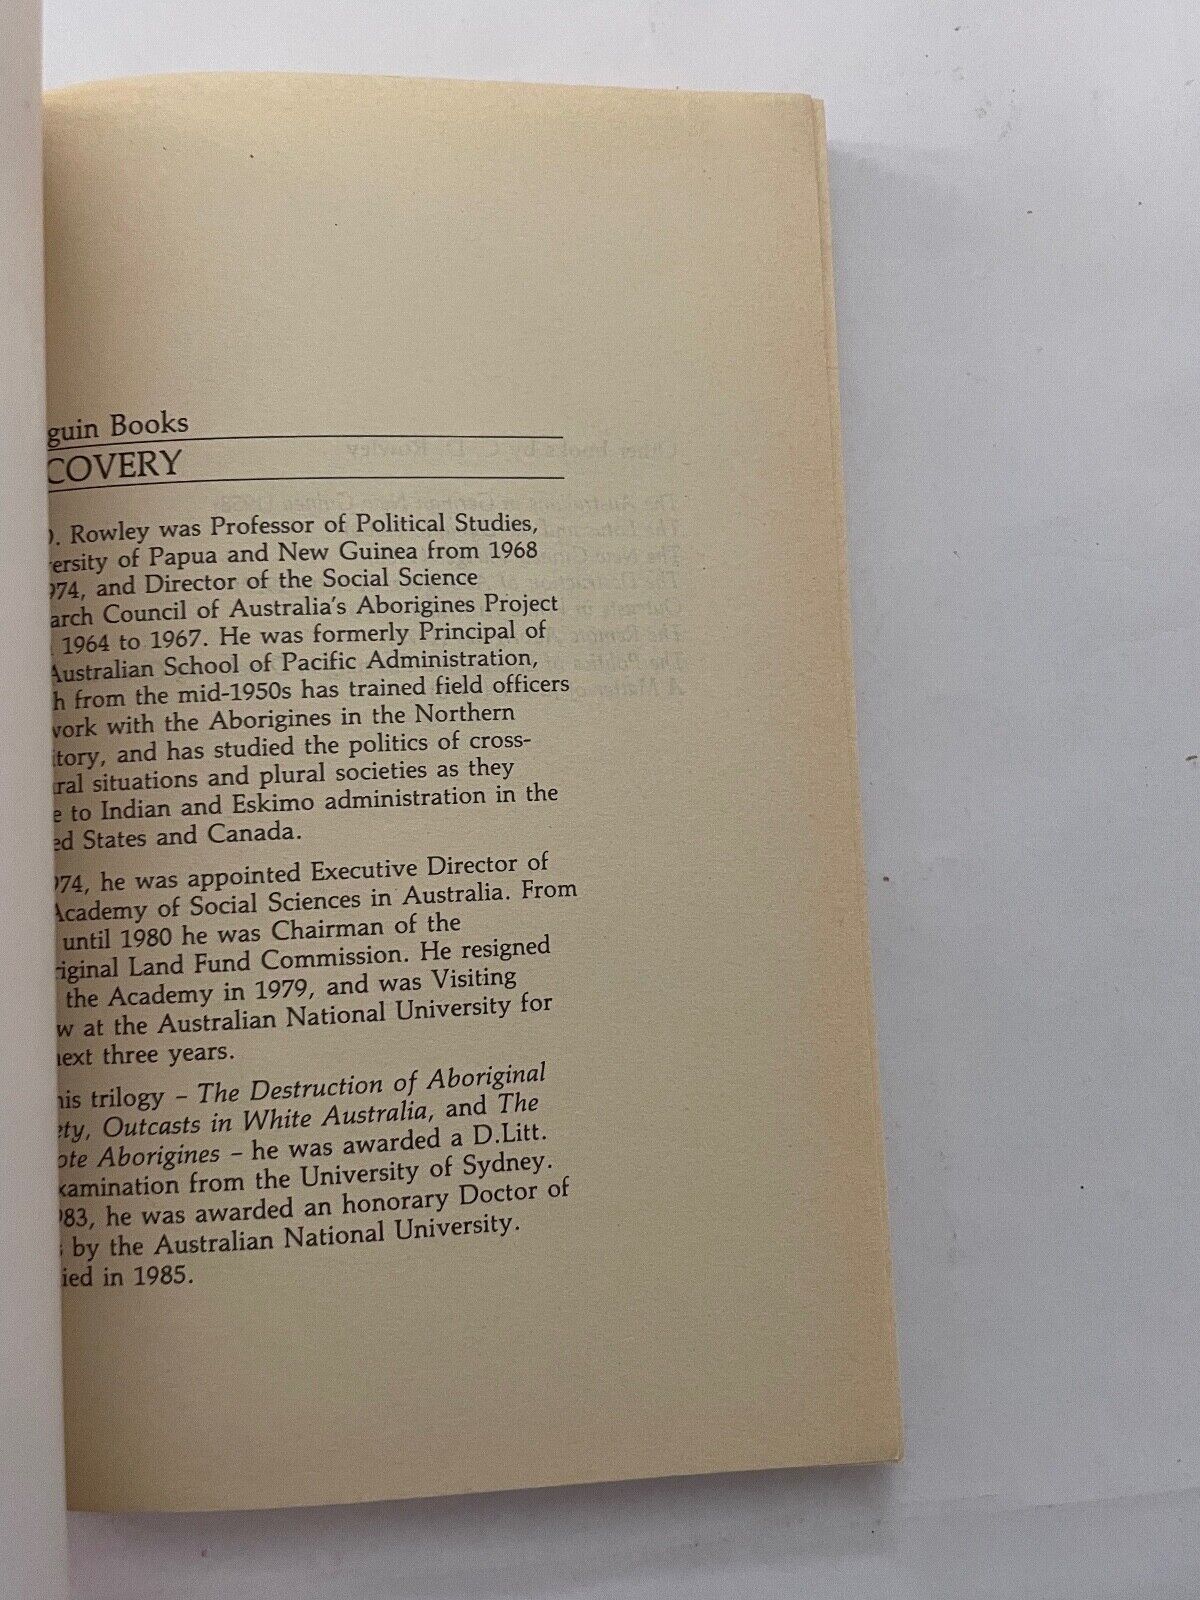 guin Books
COVERY
D. Rowley was Professor of Political Studies,
ersity of Papua and New Guinea from 1968
974, and Director of the Social Science
arch Council of Australia's Aborigines Project
1964 to 1967. He was formerly Principal of
Australian School of Pacific Administration,
h from the mid-1950s has trained field officers
work with the Aborigines in the Northern
itory, and has studied the politics of cross-
ral situations and plural societies as they
e to Indian and Eskimo administration in the
ed States and Canada.
974, he was appointed Executive Director of
Academy of Social Sciences in Australia. From
until 1980 he was Chairman of the
riginal Land Fund Commission. He resigned
the Academy in 1979, and was Visiting
w at the Australian National University for
next three years.
his trilogy – The Destruction of Aboriginal
ety, Outcasts in White Australia, and The
ote Aborigines – he was awarded a D.Litt.
xamination from the University of Sydney.
983, he was awarded an honorary Doctor of
s by the Australian National University.
ied in 1985.